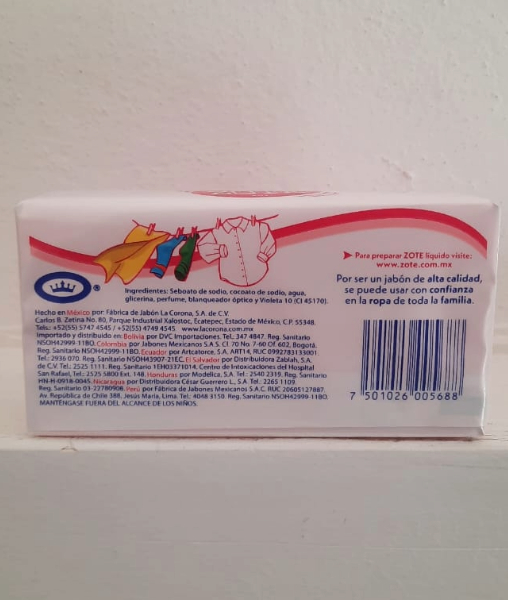 Para preparar ZOTE líquido visite:
www.zote.com.mx
Por ser un jabón de alta calidad,
se puede usar con confianza
en la ropa de toda la familia.
®
Ingredientes: Seboato de sodio, cocoato de sodio, agua,
glicerina, perfume, blanqueador óptico y Violeta 10 (CI 45170).
Hecho en México por: Fábrica de Jabón La Corona, S.A. de C.V.
Carlos B. Zetina No. 80, Parque Industrial Xalostoc, Ecatepec, Estado de México, C.P. 55348.
Tels.: +52(55) 5747 4545 / +52(55) 4749 4545 www.lacorona.com.mx
Importado y distribuido en: Bolivia por DVC Importaciones. Tel. 347 4847. Reg. Sanitario
NSOH42999-11BO. Colombia por Jabones Mexicanos S.A.S. Cl. 70 No. 7-60 Of. 602, Bogotá.
Reg. Sanitario NSOH42999-11BO. Ecuador por Artcatorce, S.A. ART14, RUC 0992783133001
Tel.: 2936 070 Reg. Sanitario NSOH43907-21EC. El Salvador por Distribuidora Zablah, S.A.
de C.V. Tel.: 2525 1111. Reg. Sanitario 1EH03371014. Centro de Intoxicaciones del Hospital
San Rafael, Tel.: 2525 5800 Ext. 148. Honduras por Modelica, S.A Tel: 2540 2319. Reg. Sanitario
HN-H-0918-0045. Nicaragua por Distribuidora César Guerrero L., S.A Tel. 2265 1109
Reg. Sanitario 03-22780908. Perú por Fábrica de Jabones Mexicanos S.A.C. RUC 20605127887.
Av. República de Chile 388, Jesús María, Lima. Tel: 4048 3150. Reg. Sanitario NSOH42999-11BO.
MANTÉNGASE FUERA DEL ALCANCE DE LOS NIÑOS.
7 501026 005688